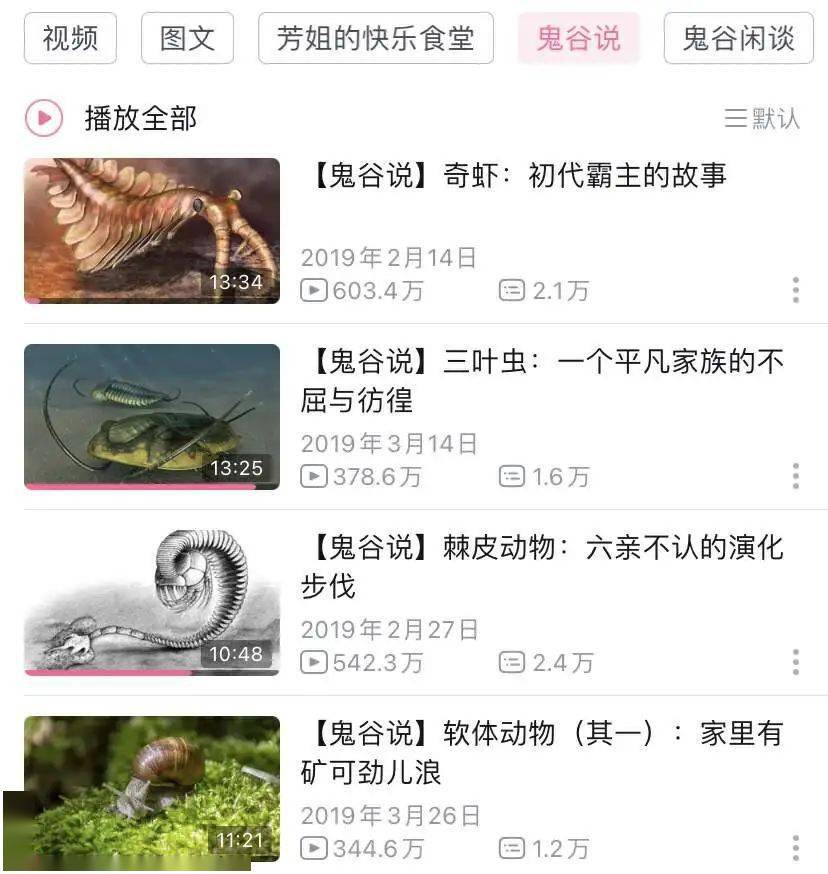 视频 图文 芳姐的快乐食堂 鬼谷说 鬼谷闲谈
播放全部 默认
【鬼谷说】奇虾：初代霸主的故事
2019年2月14日
13:34
603.4万 2.1万
【鬼谷说】三叶虫：一个平凡家族的不
屈与彷徨
2019年3月14日
13:25
378.6万 1.6万
【鬼谷说】棘皮动物：六亲不认的演化
步伐
2019年2月27日
10:48
542.3万 2.4万
【鬼谷说】软体动物（其一）：家里有
矿可劲儿浪
2019年3月26日
11:21
344.6万 1.2万